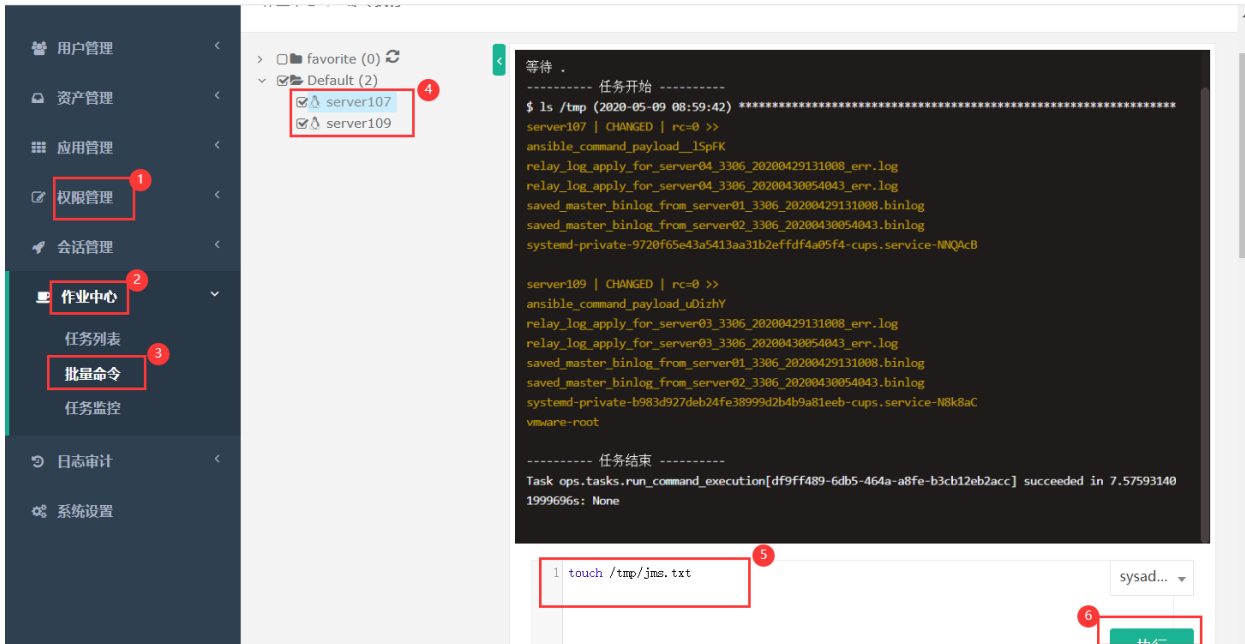 用户管理
资产管理
应用管理
1
权限管理
会话管理
2
作业中心
任务列表
3
批量命令
任务监控
日志审计
系统设置
favorite (0)
Default (2)
4
server107
server109
等待 .
---------- 任务开始 ----------
$ ls /tmp (2020-05-09 08:59:42) ******************************************************************
server107 | CHANGED | rc=0 >>
ansible_command_payload__lSpFK
relay_log_apply_for_server04_3306_20200429131008_err.log
relay_log_apply_for_server04_3306_20200430054043_err.log
saved_master_binlog_from_server01_3306_20200429131008.binlog
saved_master_binlog_from_server02_3306_20200430054043.binlog
systemd-private-9720f65e43a5413aa31b2effdf4a05f4-cups.service-NNQAcB
server109 | CHANGED | rc=0 >>
ansible_command_payload_uDizhY
relay_log_apply_for_server03_3306_20200429131008_err.log
relay_log_apply_for_server03_3306_20200430054043_err.log
saved_master_binlog_from_server01_3306_20200429131008.binlog
saved_master_binlog_from_server02_3306_20200430054043.binlog
systemd-private-b983d927deb24fe38999d2b4b9a81eeb-cups.service-N8k8aC
vmware-root
---------- 任务结束 ----------
Task ops.tasks.run_command_execution[df9ff489-6db5-464a-a8fe-b3cb12eb2acc] succeeded in 7.57593140
1999696s: None
5
1 touch /tmp/jms.txt
sysad...
6
执行